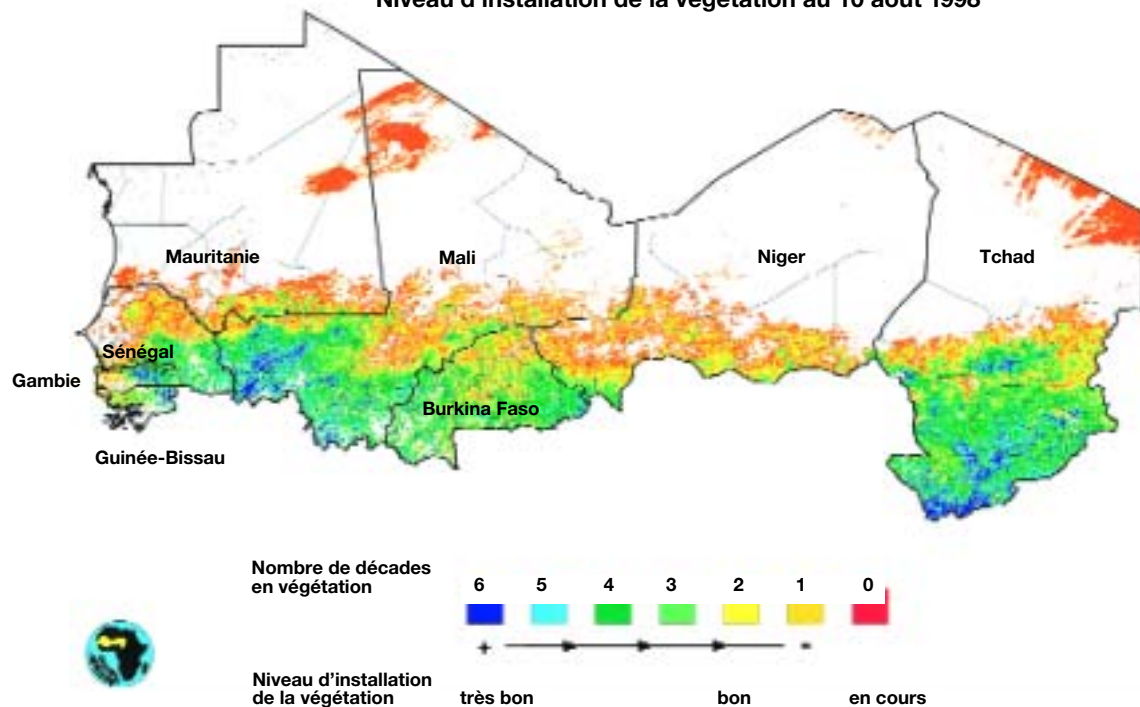 Niveau d'installation de la végétation au 10 août 1998
Mauritanie
Mali
Niger
Tchad
Sénégal
Gambie
Burkina Faso
Guinée-Bissau
Nombre de décades
en végétation
6 5 4 3 2 1 0
+ -
Niveau d'installation
de la végétation
très bon bon en cours